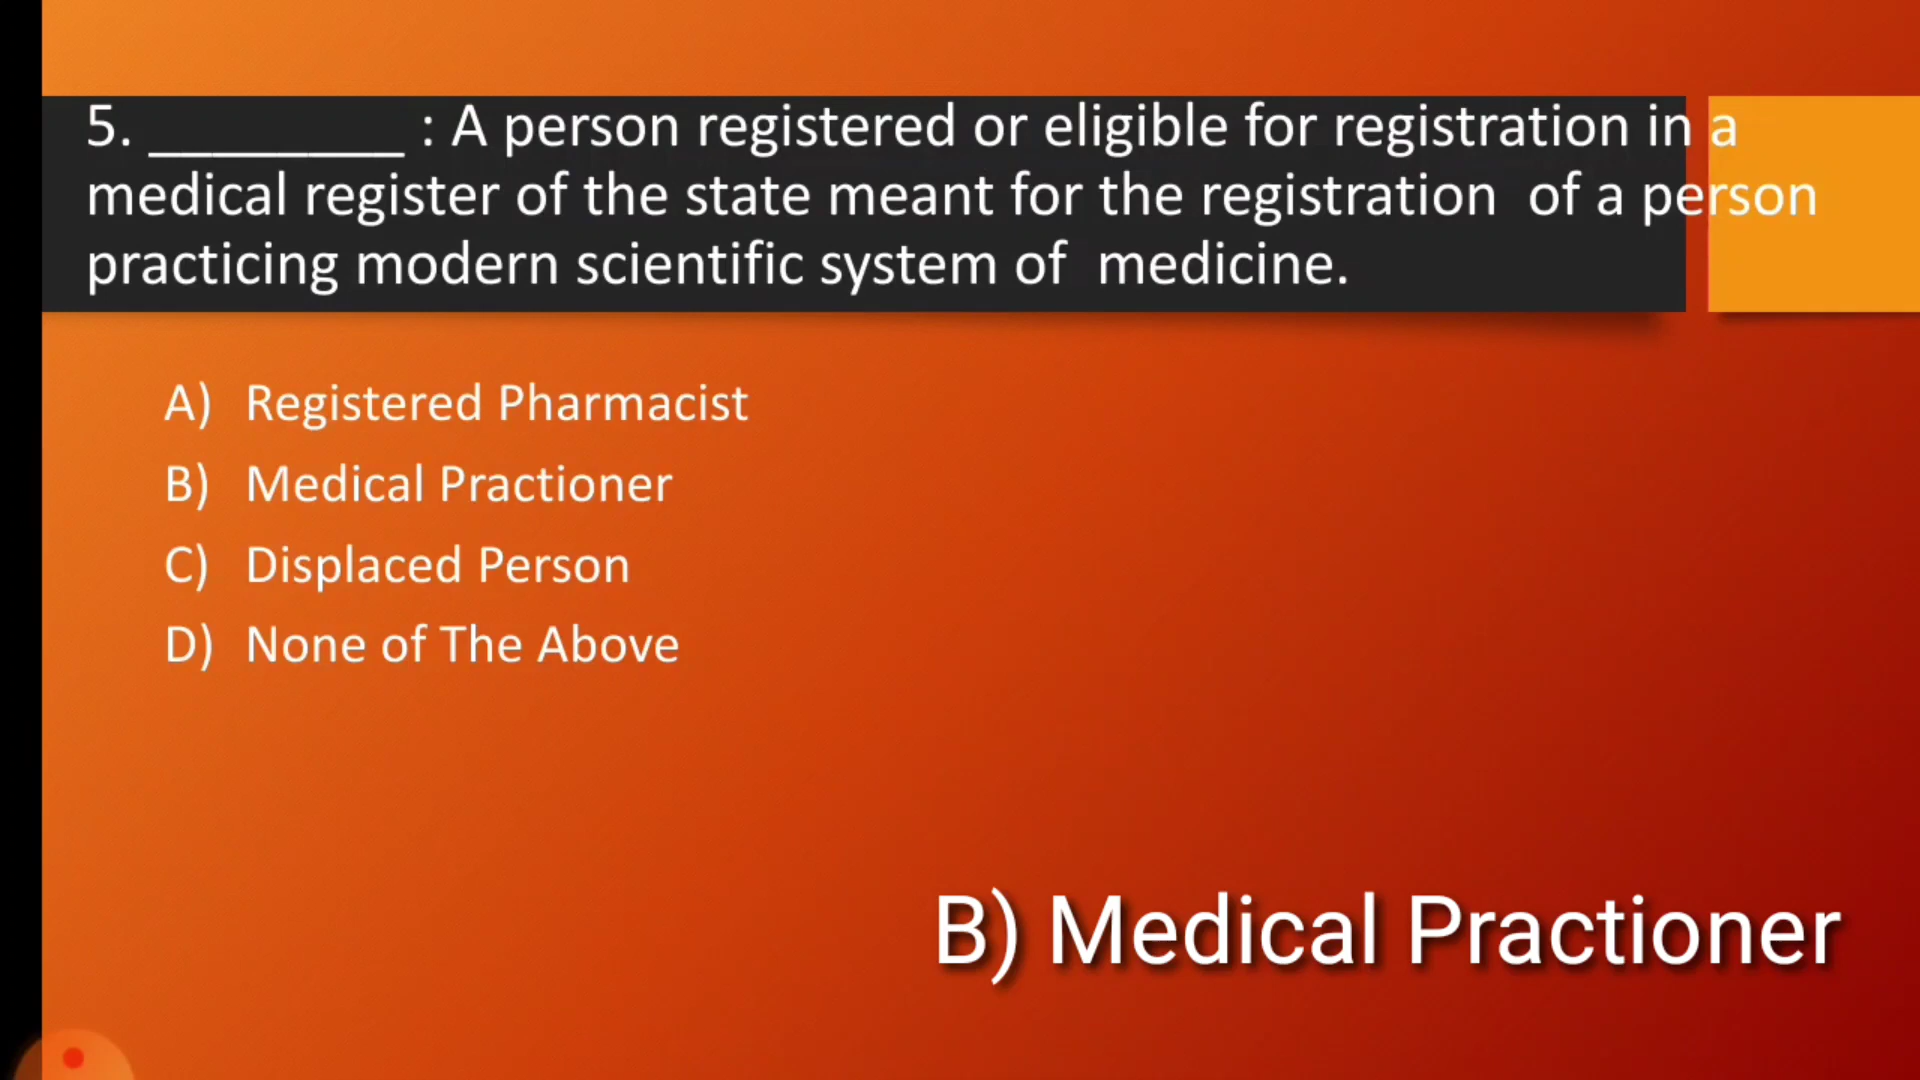 5. ________ : A person registered or eligible for registration in a
medical register of the state meant for the registration  of a person
practicing modern scientific system of  medicine.
A) Registered Pharmacist
B) Medical Practioner
C) Displaced Person
D) None of The Above
B) Medical Practioner